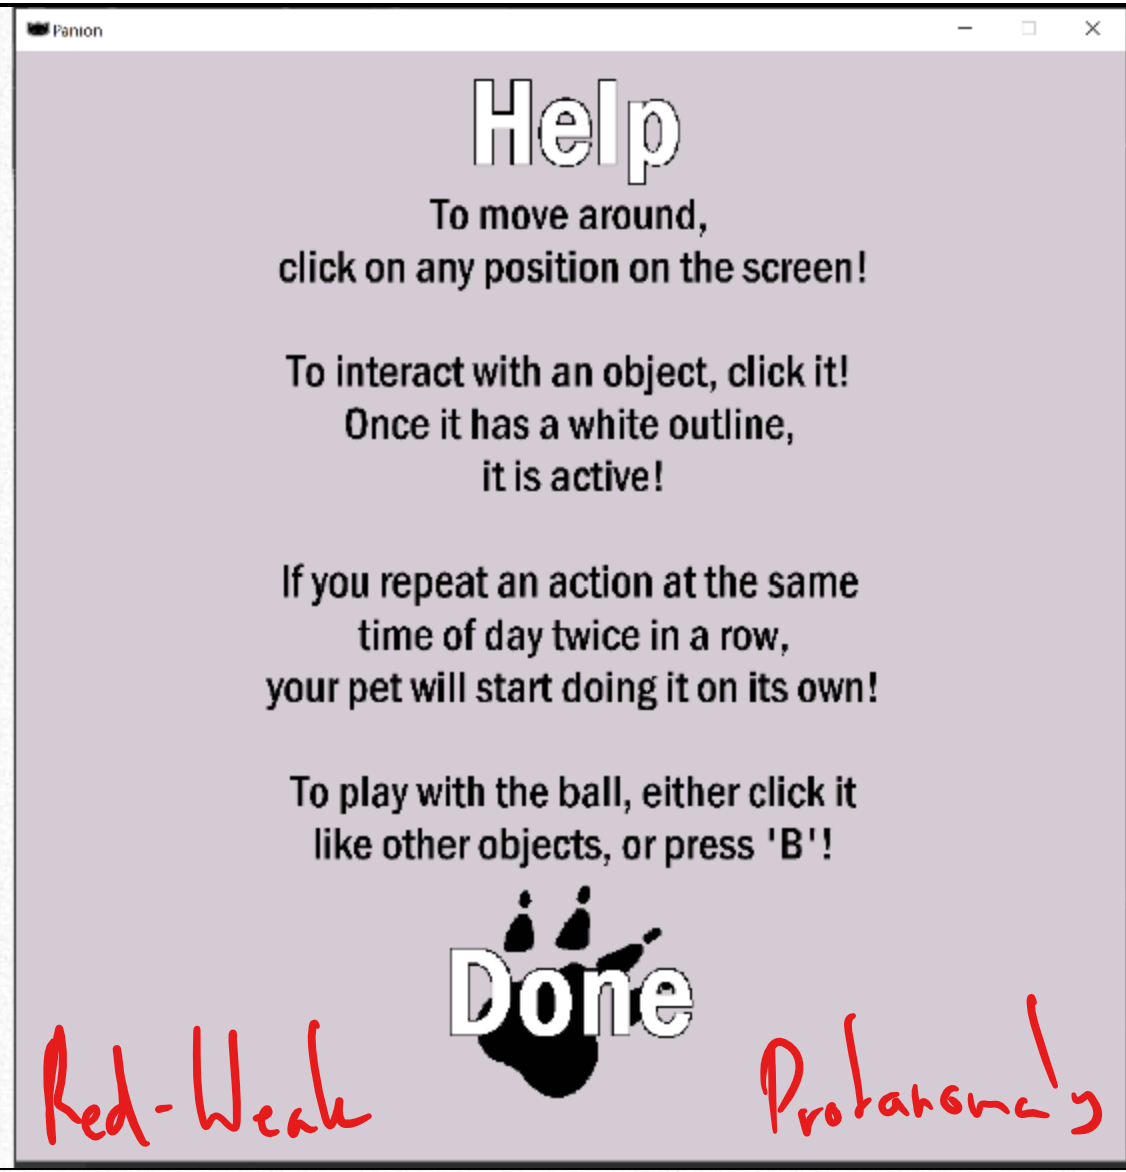 Panion
Help
To move around,
click on any position on the screen!
To interact with an object, click it!
Once it has a white outline,
it is active!
If you repeat an action at the same
time of day twice in a row,
your pet will start doing it on its own!
To play with the ball, either click it
like other objects, or press 'B'!
Done
Red-Weak
Protanomaly